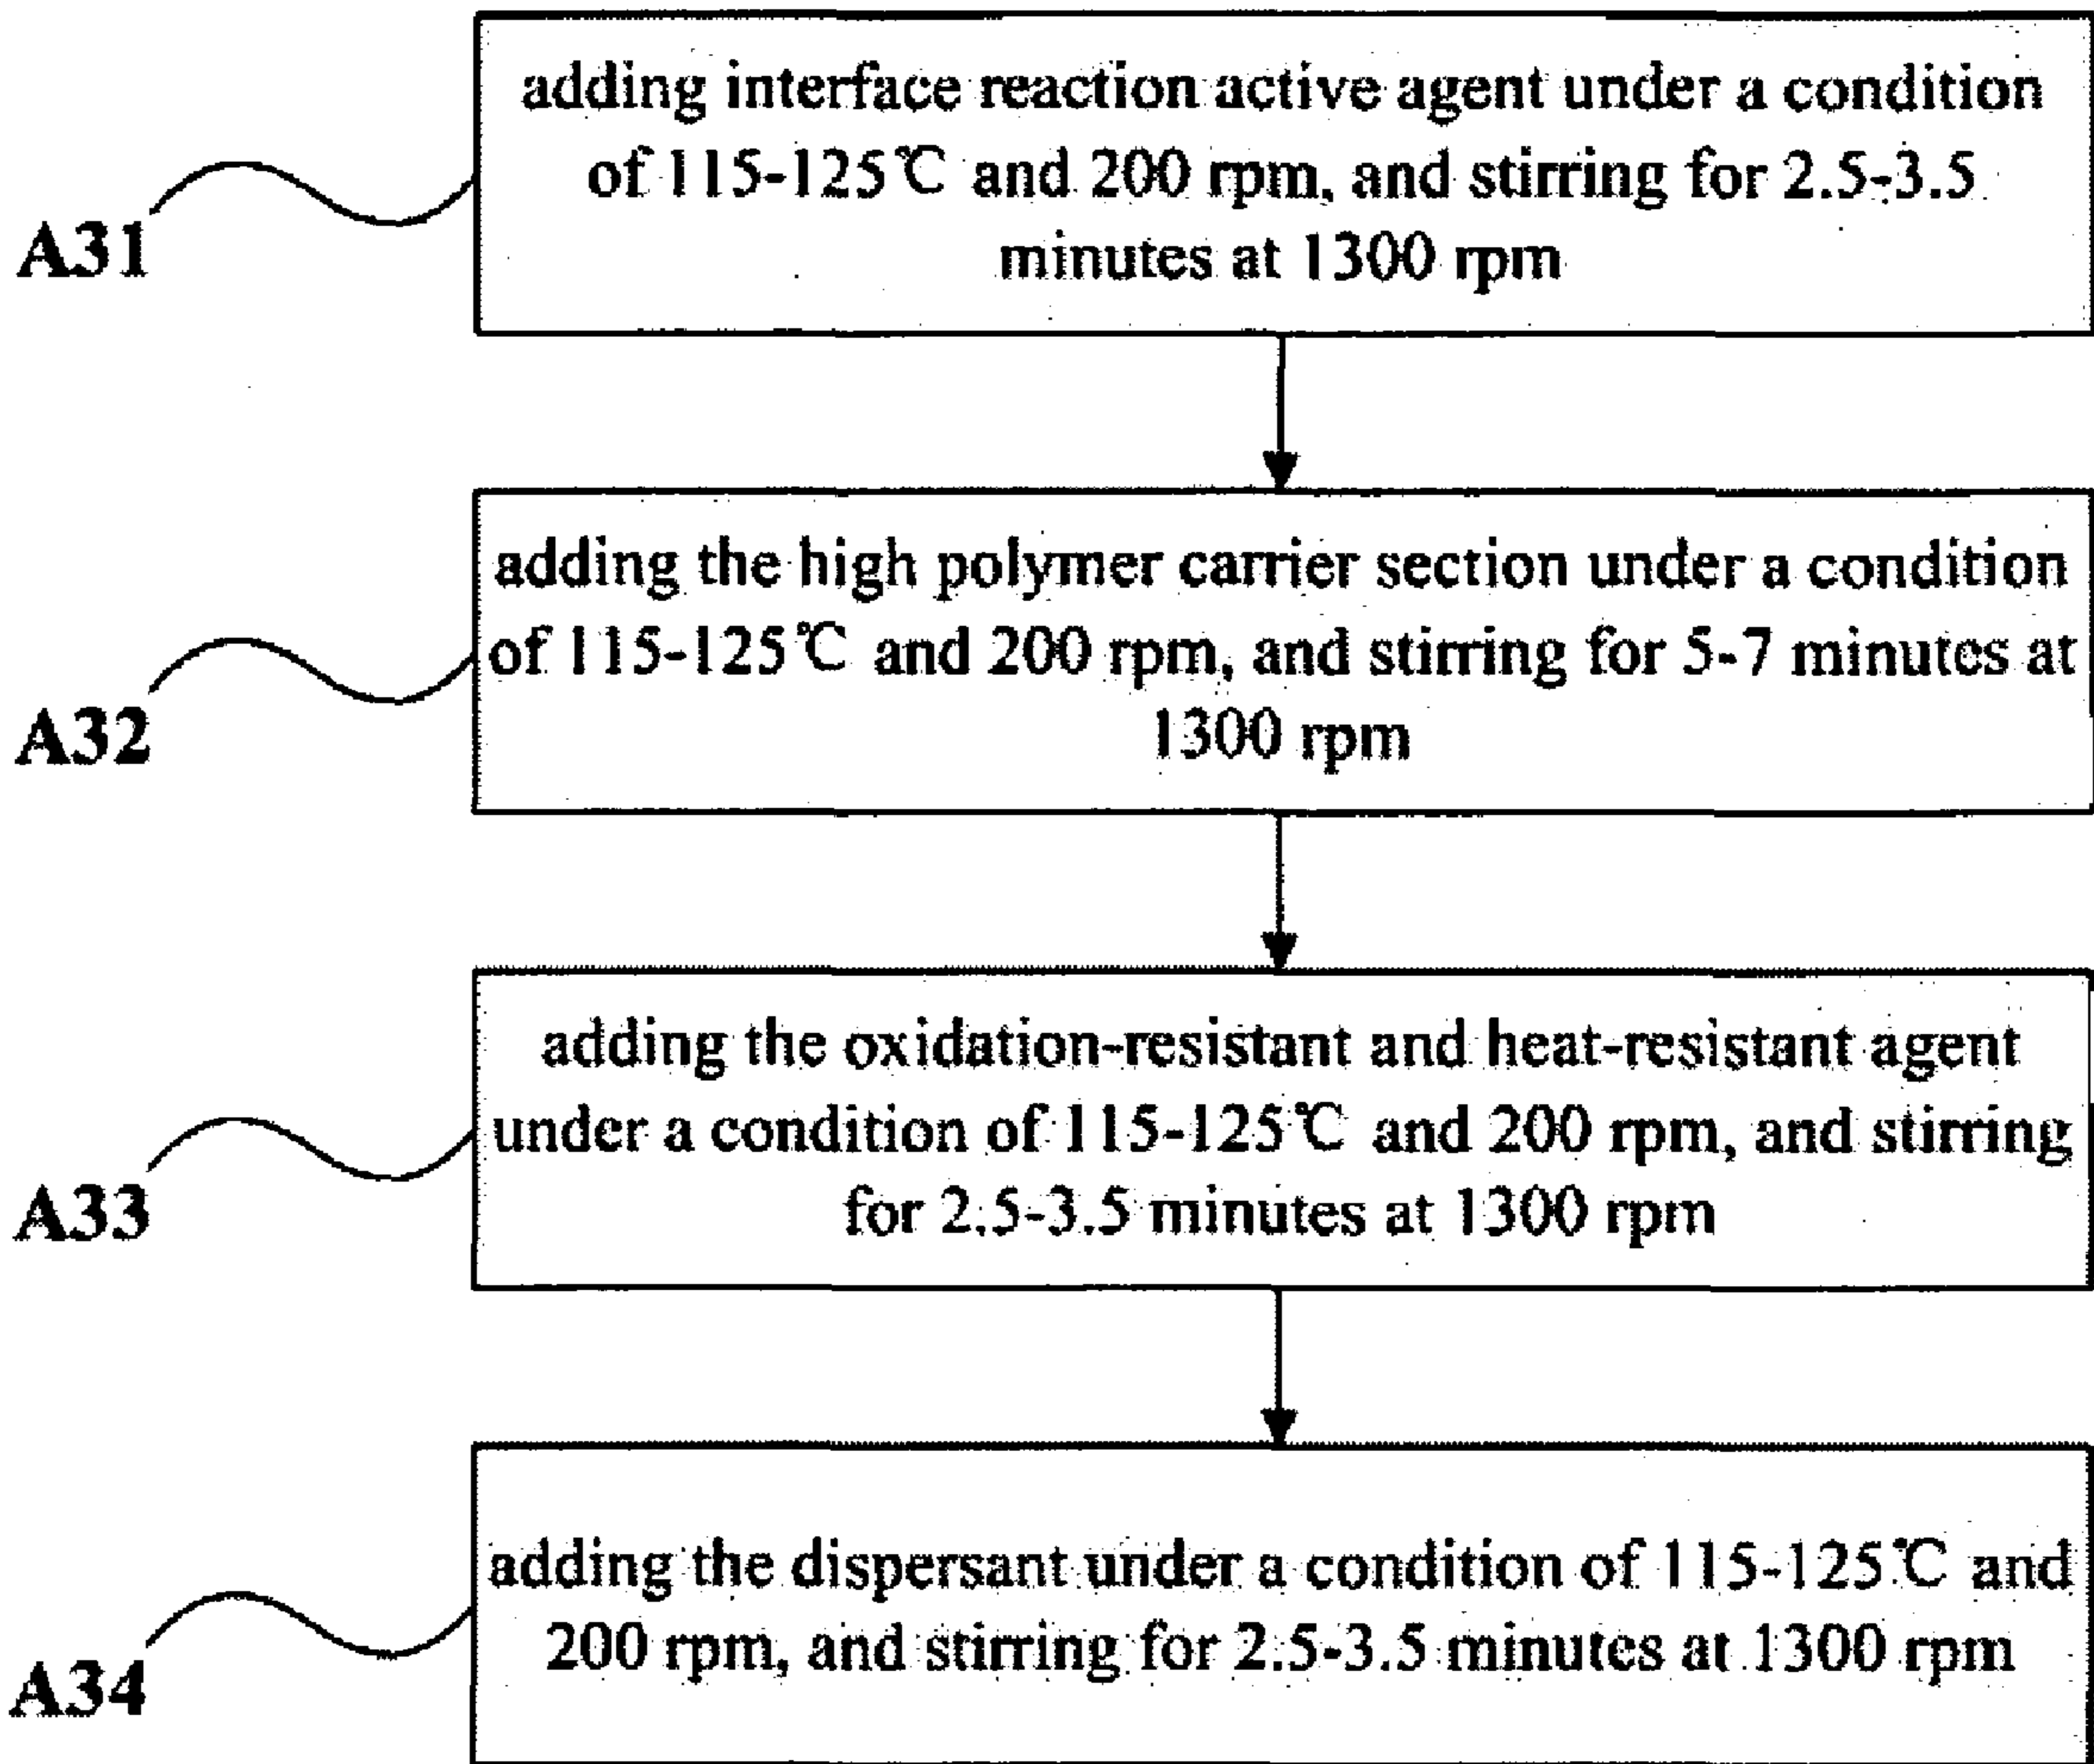 adding interface reaction active agent under a condition
of 115-125℃ and 200 rpm, and stirring for 2.5-3.5
minutes at 1300 rpm
A31
adding the high polymer carrier section under a condition
of 115-125℃ and 200 rpm, and stirring for 5-7 minutes at
1300 rpm
A32
adding the oxidation-resistant and heat-resistant agent
under a condition of 115-125℃ and 200 rpm, and stirring
for 2.5-3.5 minutes at 1300 rpm
A33
adding the dispersant under a condition of 115-125℃ and
200 rpm, and stirring for 2.5-3.5 minutes at 1300 rpm
A34